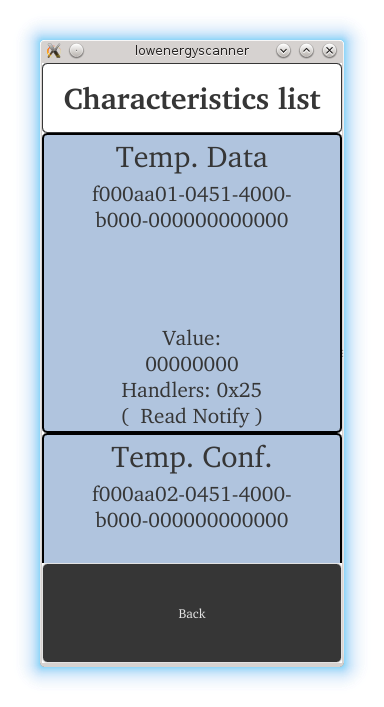 lowenergyscanner
Characteristics list
Temp. Data
f000aa01-0451-4000-
b000-000000000000
Value:
00000000
Handlers: 0x25
( Read Notify )
Temp. Conf.
f000aa02-0451-4000-
b000-000000000000
Back